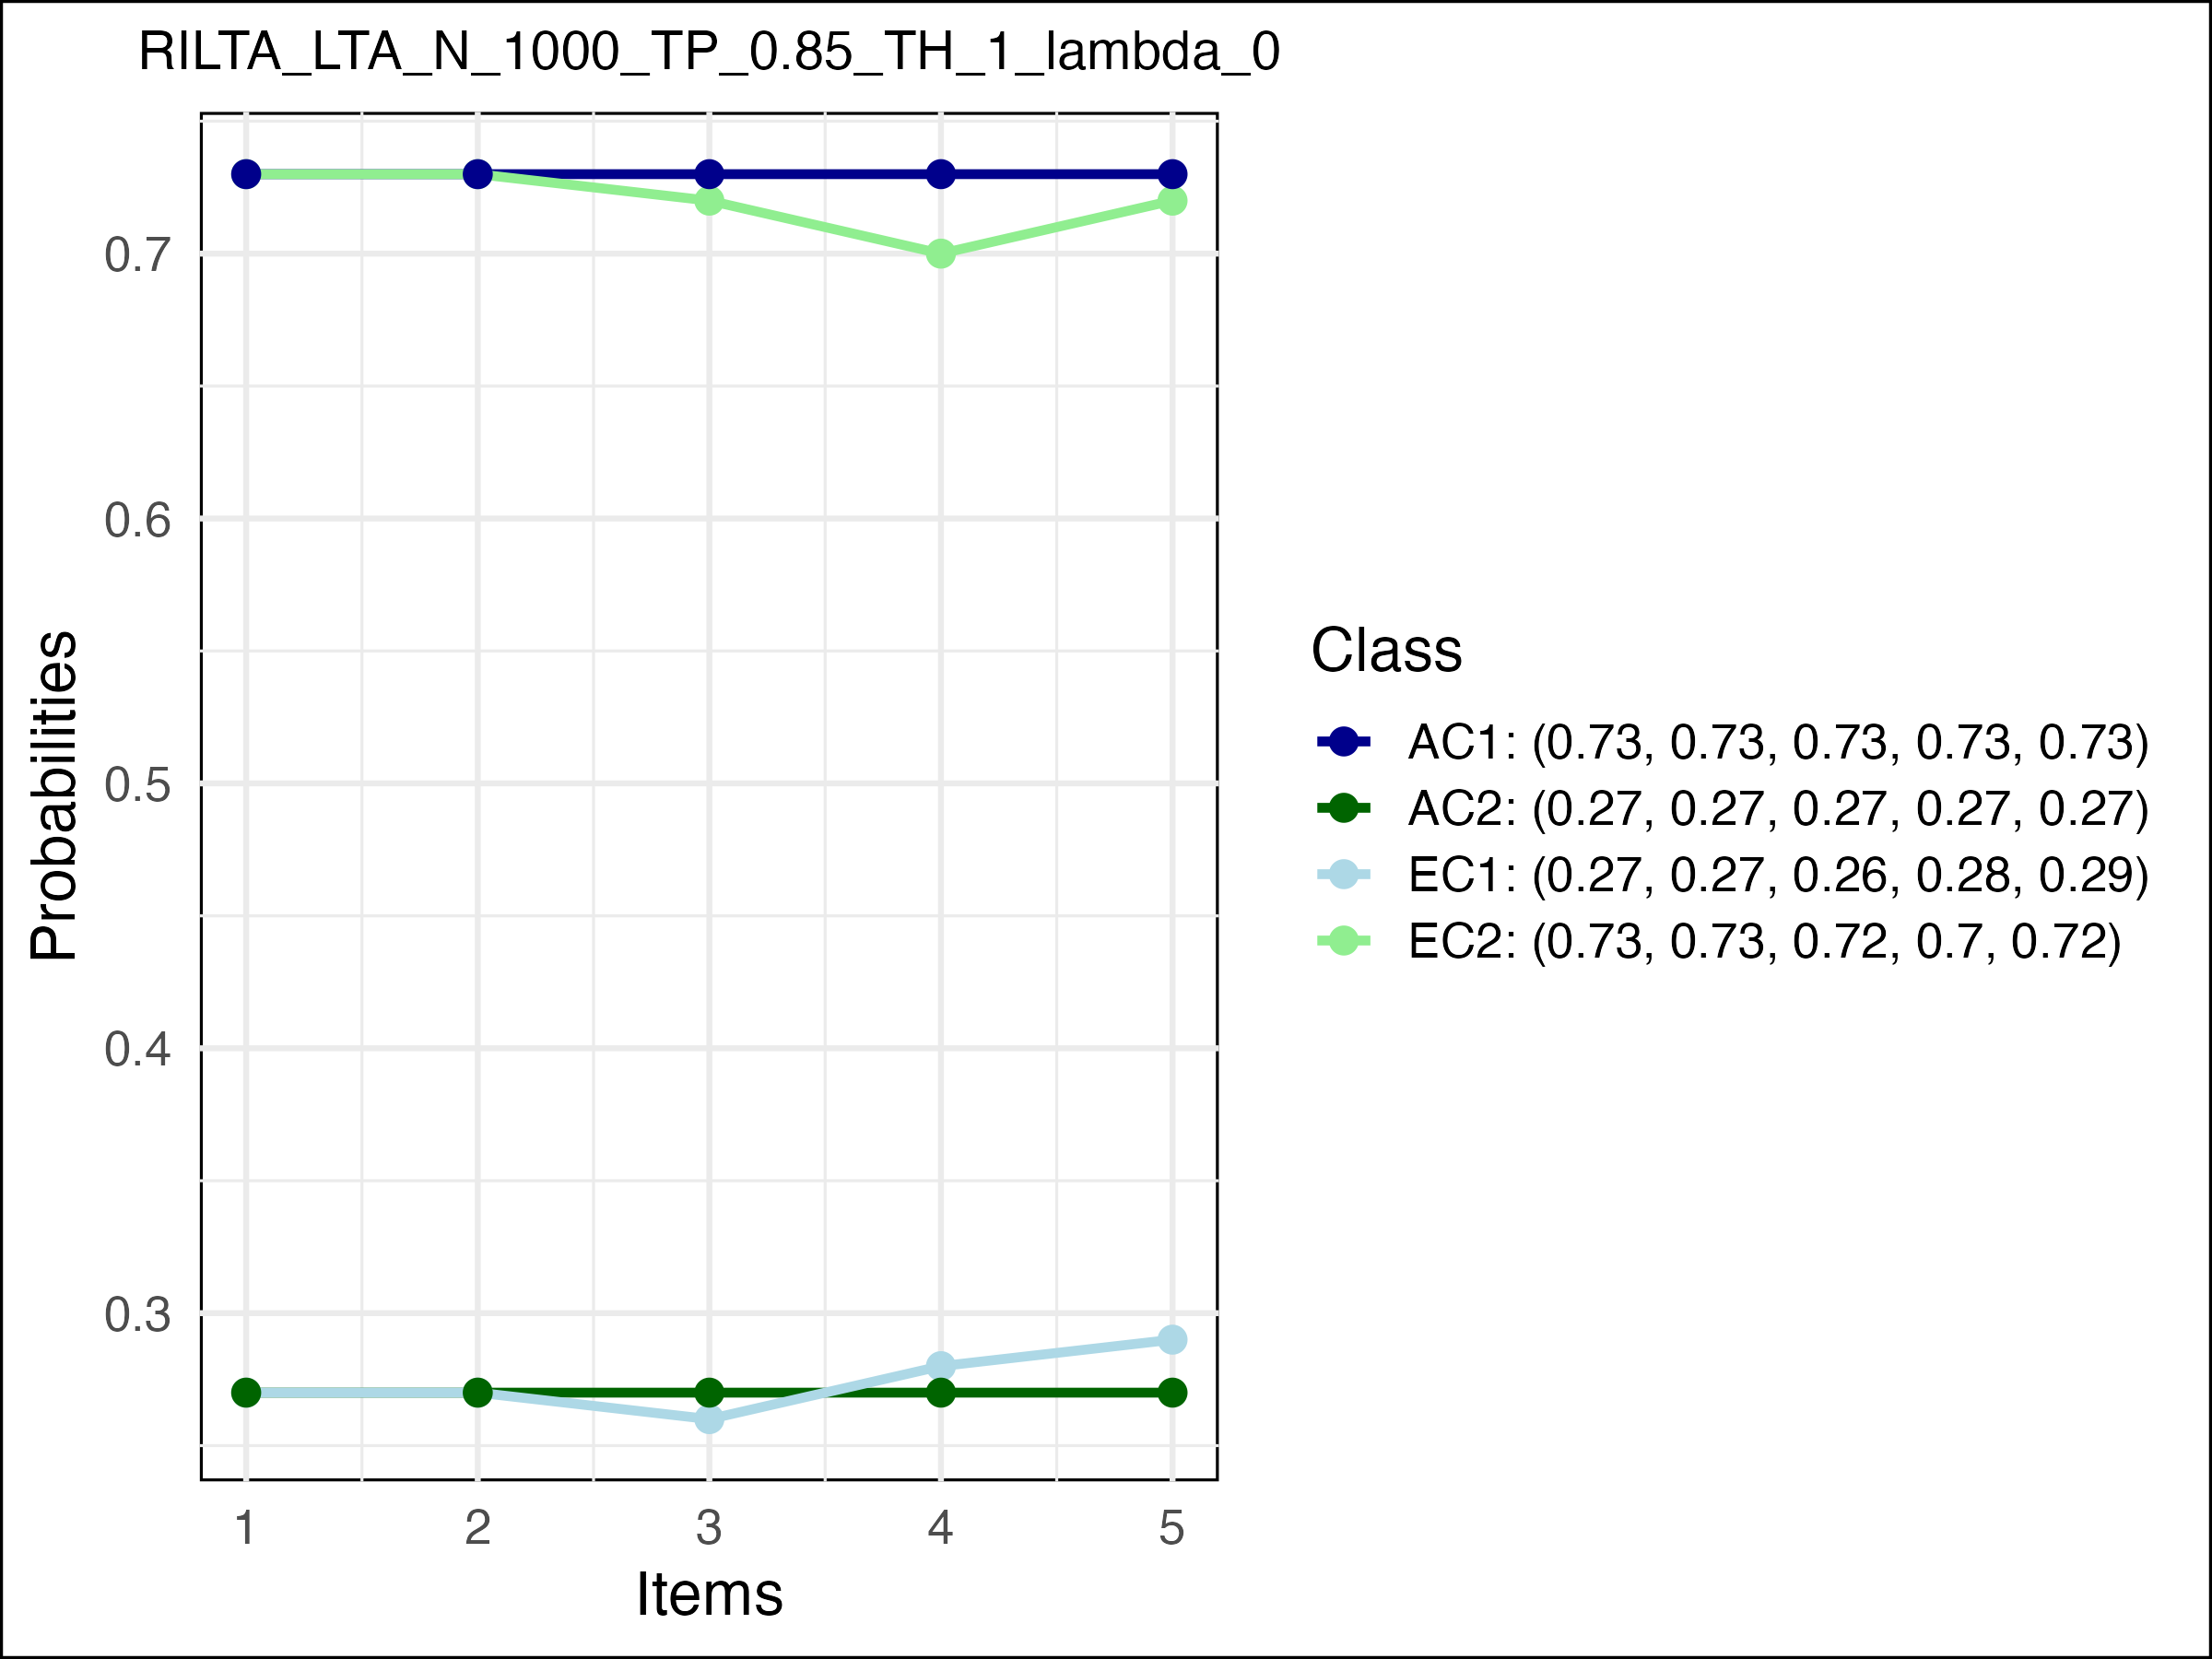 RILTA_LTA_N_1000_TP_0.85_TH_1_lambda_0
0.7
0.6
0.5
0.4
0.3
Probabilities
1 2 3 4 5
Items
Class
AC1: (0.73, 0.73, 0.73, 0.73, 0.73)
AC2: (0.27, 0.27, 0.27, 0.27, 0.27)
EC1: (0.27, 0.27, 0.26, 0.28, 0.29)
EC2: (0.73, 0.73, 0.72, 0.7, 0.72)